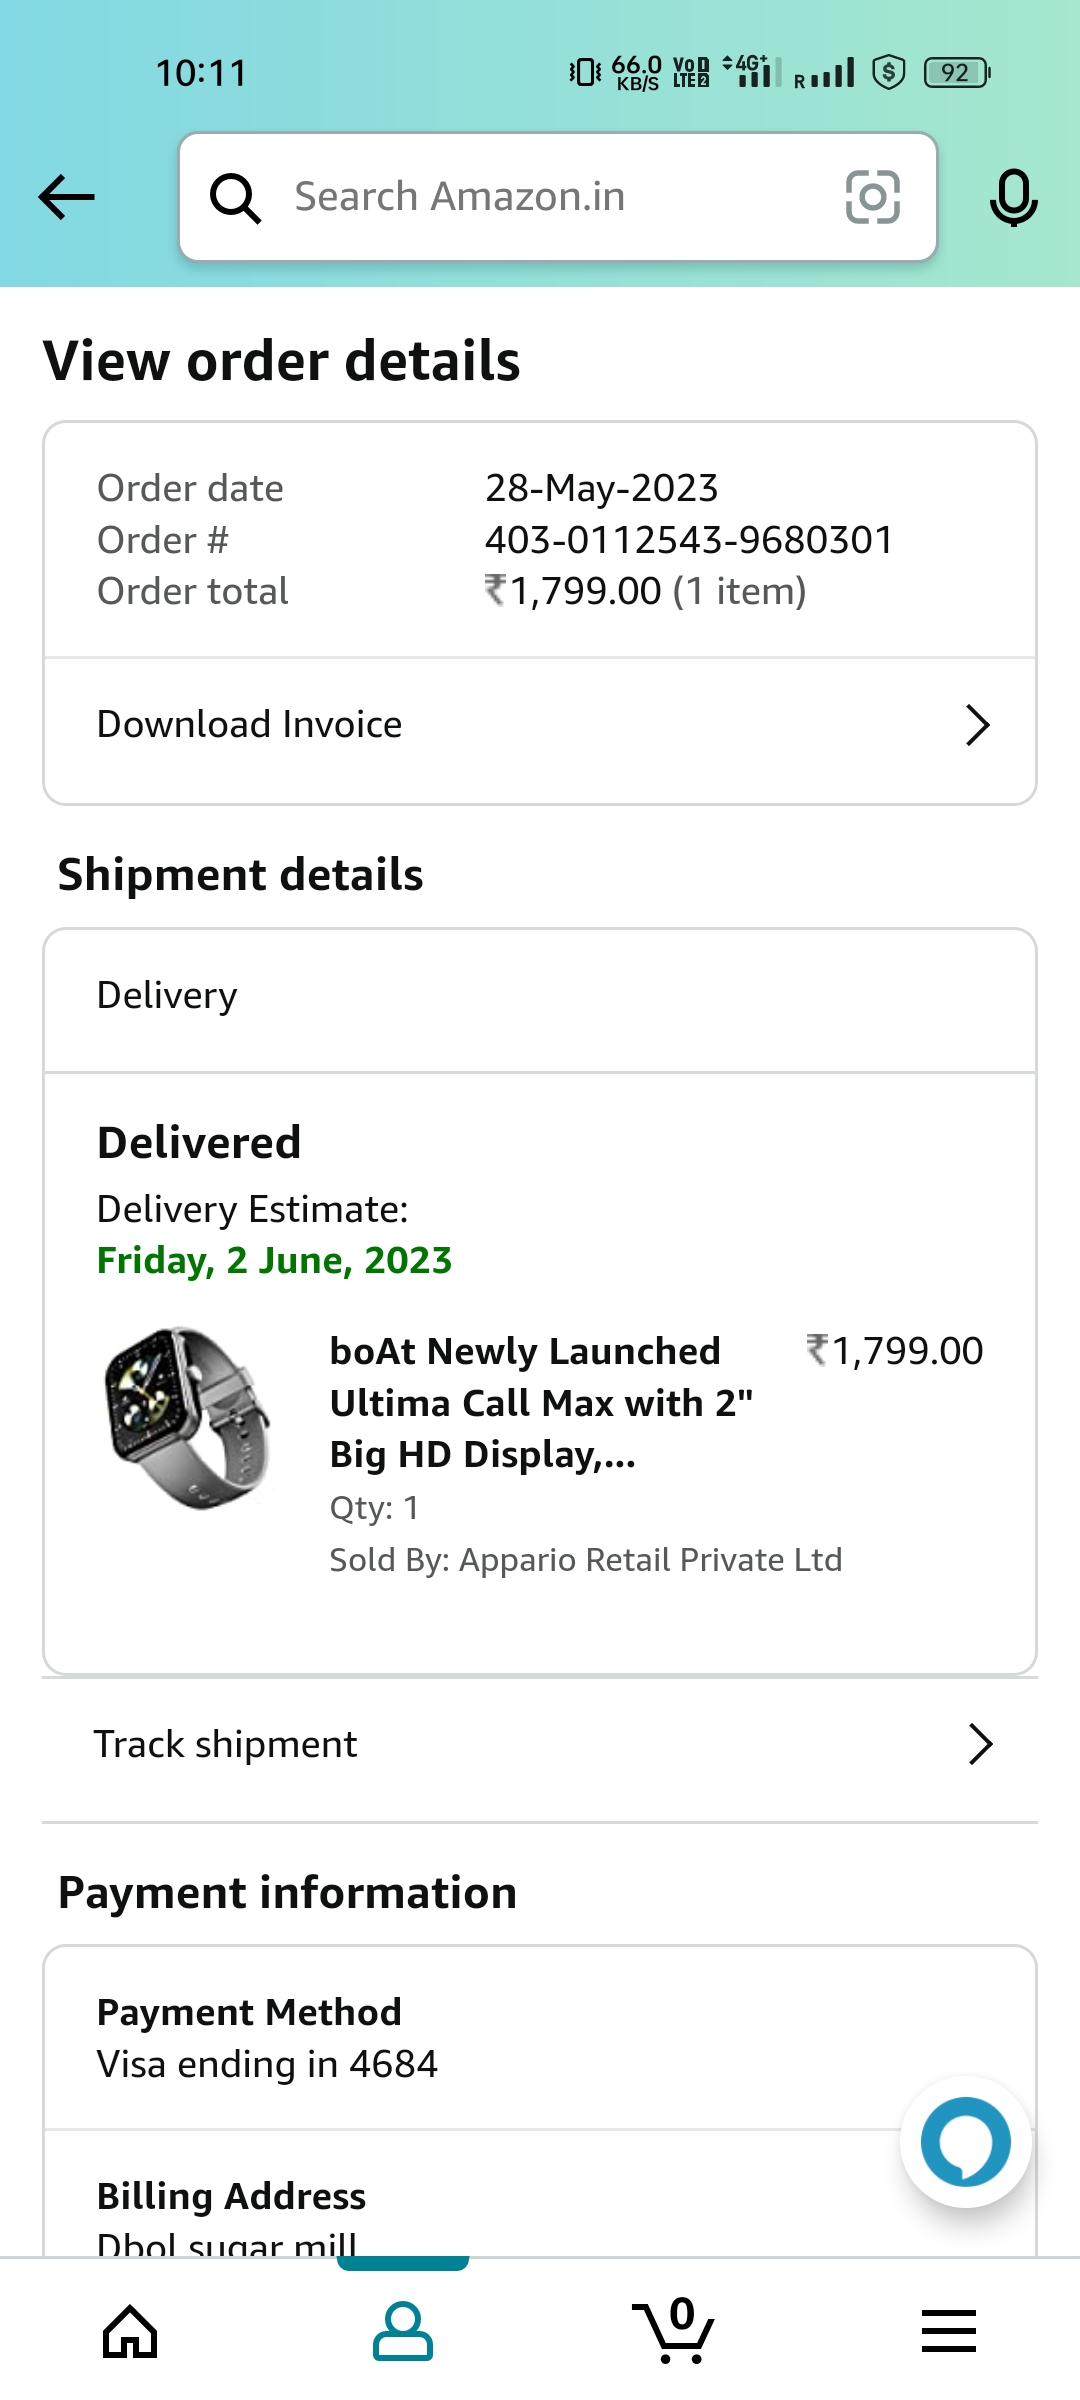 10:11
66.0 KB/S VoD LTE 2 4G+ R $ 92
Search Amazon.in
View order details
Order date 28-May-2023
Order # 403-0112543-9680301
Order total ₹1,799.00 (1 item)
Download Invoice
Shipment details
Delivery
Delivered
Delivery Estimate:
Friday, 2 June, 2023
boAt Newly Launched ₹1,799.00
Ultima Call Max with 2"
Big HD Display,...
Qty: 1
Sold By: Appario Retail Private Ltd
Track shipment
Payment information
Payment Method
Visa ending in 4684
Billing Address
Dbol sugar mill
0